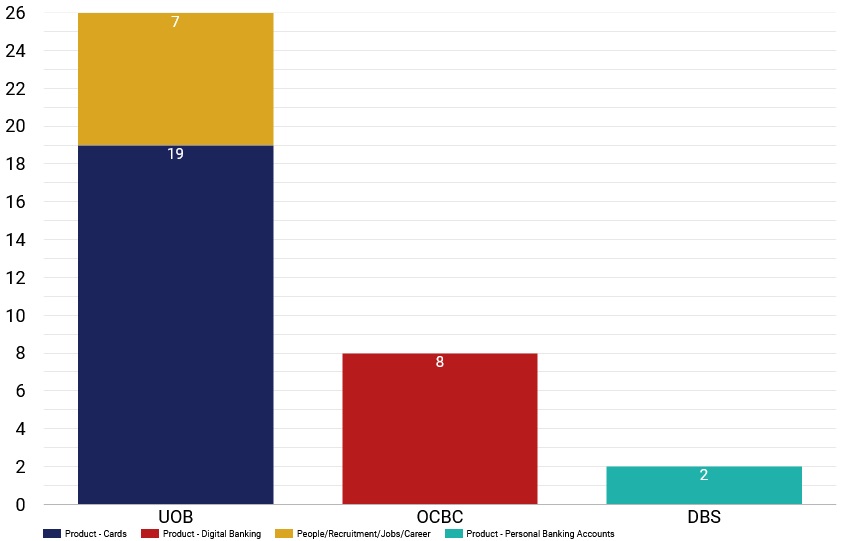 26
24
22
20
18
16
14
12
10
8
6
4
2
0
7
19
8
2
UOB
OCBC
DBS
Product - Cards
Product - Digital Banking
People/Recruitment/Jobs/Career
Product - Personal Banking Accounts